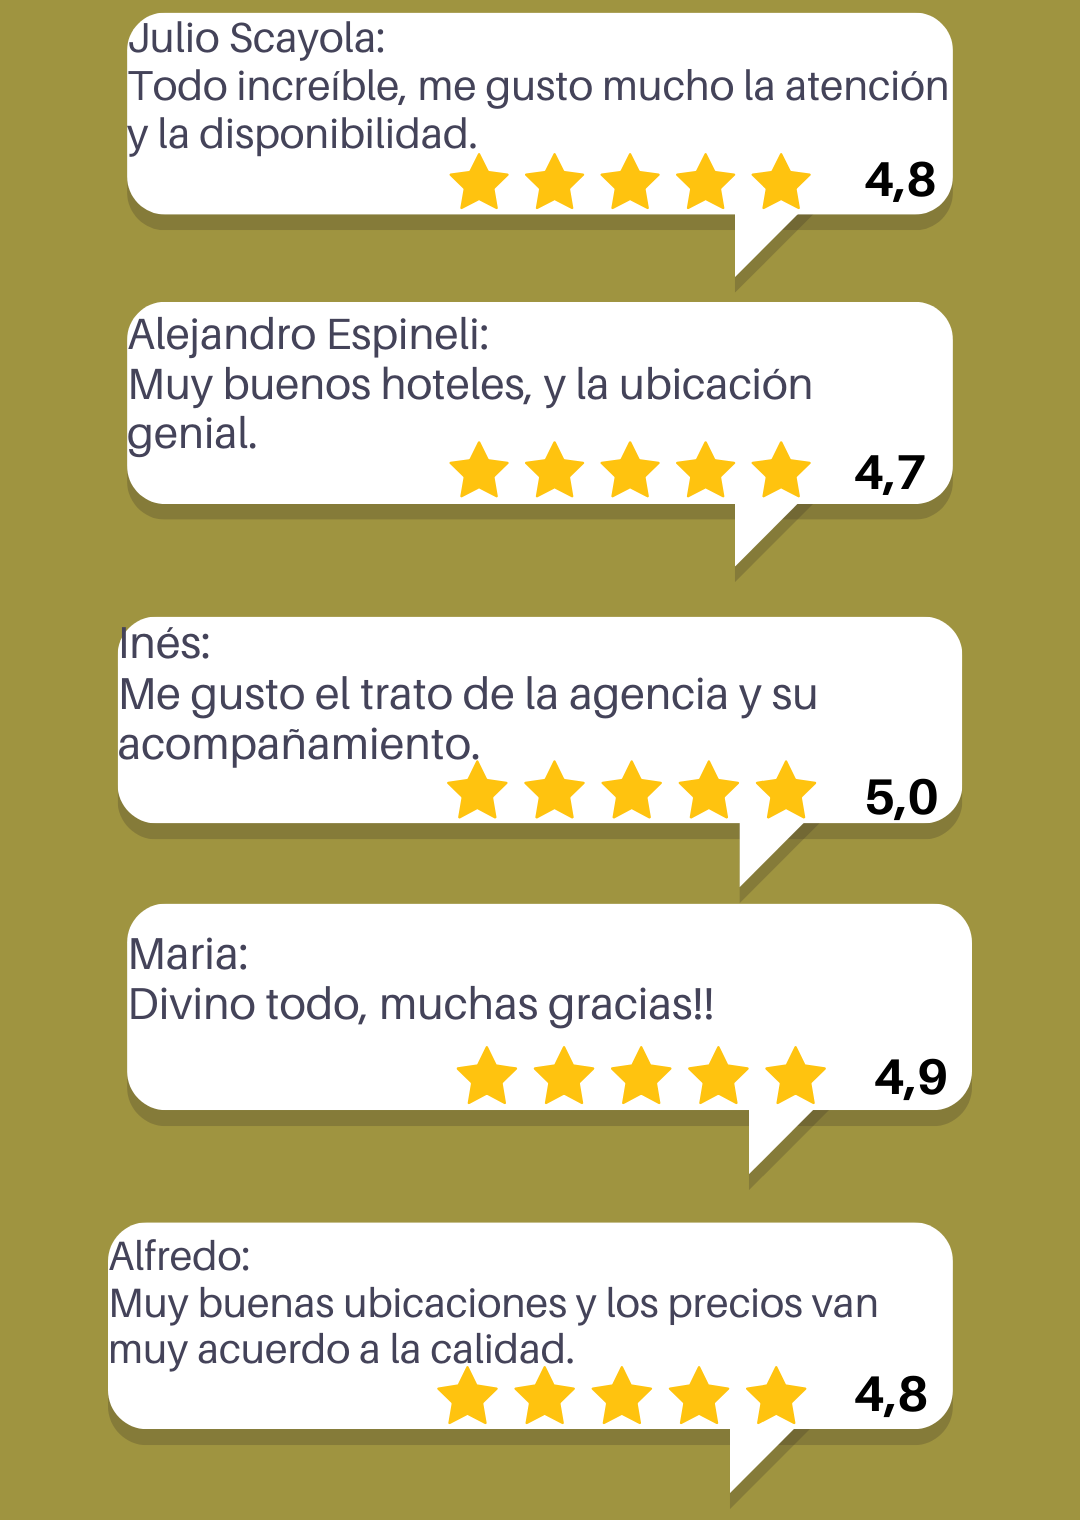 Julio Scayola:
Todo increíble, me gusto mucho la atención
y la disponibilidad.
4,8
Alejandro Espineli:
Muy buenos hoteles, y la ubicación
genial.
4,7
Inés:
Me gusto el trato de la agencia y su
acompañamiento.
5,0
Maria:
Divino todo, muchas gracias!!
4,9
Alfredo:
Muy buenas ubicaciones y los precios van
muy acuerdo a la calidad.
4,8